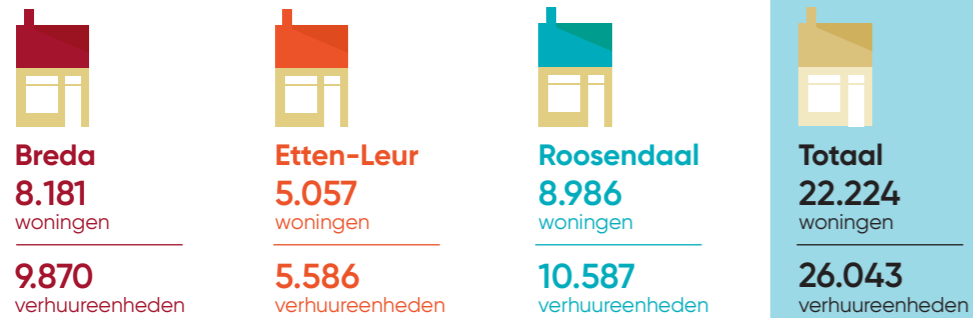 Breda
8.181
woningen
9.870
verhuureenheden
Etten-Leur
5.057
woningen
5.586
verhuureenheden
Roosendaal
8.986
woningen
10.587
verhuureenheden
Totaal
22.224
woningen
26.043
verhuureenheden